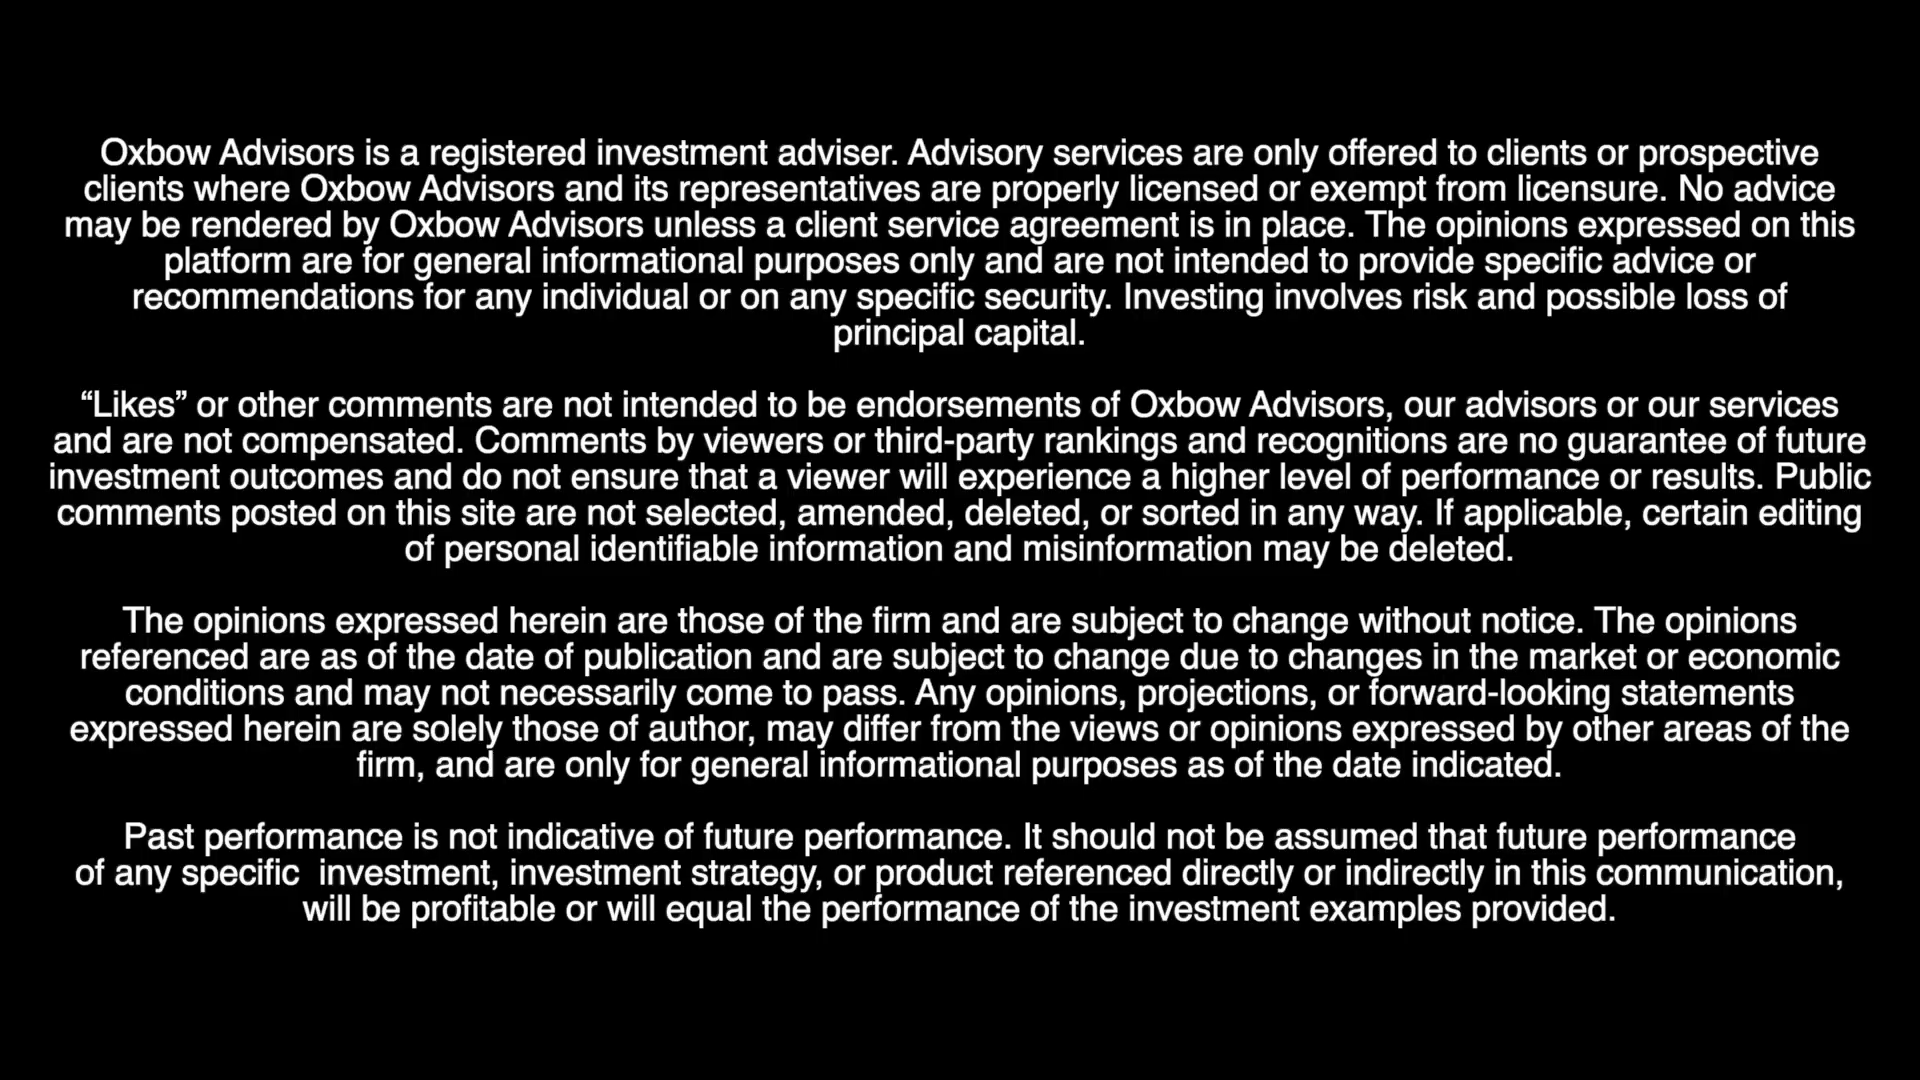 Oxbow Advisors is a registered investment adviser. Advisory services are only offered to clients or prospective
clients where Oxbow Advisors and its representatives are properly licensed or exempt from licensure. No advice
may be rendered by Oxbow Advisors unless a client service agreement is in place. The opinions expressed on this
platform are for general informational purposes only and are not intended to provide specific advice or
recommendations for any individual or on any specific security. Investing involves risk and possible loss of
principal capital.
“Likes” or other comments are not intended to be endorsements of Oxbow Advisors, our advisors or our services
and are not compensated. Comments by viewers or third-party rankings and recognitions are no guarantee of future
investment outcomes and do not ensure that a viewer will experience a higher level of performance or results. Public
comments posted on this site are not selected, amended, deleted, or sorted in any way. If applicable, certain editing
of personal identifiable information and misinformation may be deleted.
The opinions expressed herein are those of the firm and are subject to change without notice. The opinions
referenced are as of the date of publication and are subject to change due to changes in the market or economic
conditions and may not necessarily come to pass. Any opinions, projections, or forward-looking statements
expressed herein are solely those of author, may differ from the views or opinions expressed by other areas of the
firm, and are only for general informational purposes as of the date indicated.
Past performance is not indicative of future performance. It should not be assumed that future performance
of any specific  investment, investment strategy, or product referenced directly or indirectly in this communication,
will be profitable or will equal the performance of the investment examples provided.